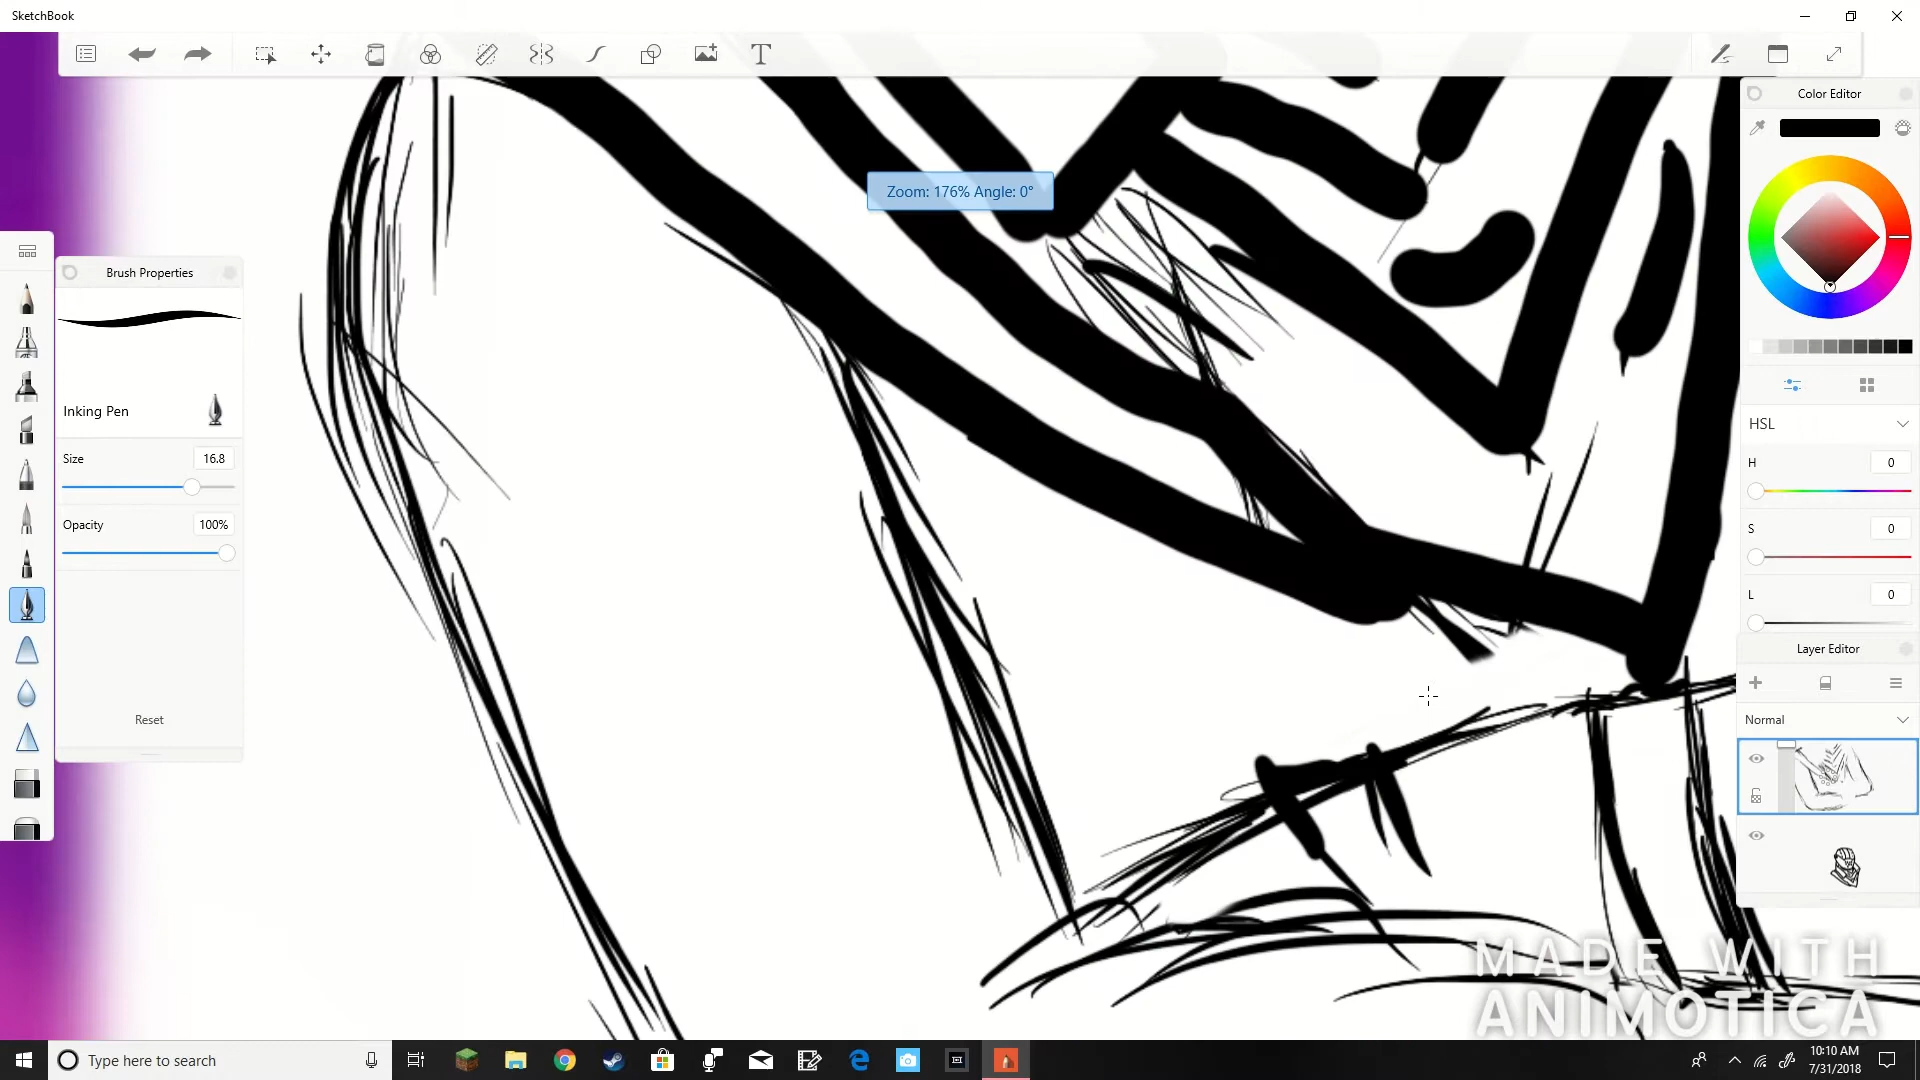 SketchBook
T
Color Editor
Zoom: 176% Angle: 0°
Brush Properties
Inking Pen
Size 16.8
Opacity 100%
Reset
HSL
H 0
S 0
L 0
Layer Editor
Normal
MADE WITH
ANIMOTICA
Type here to search
10:10 AM
7/31/2018